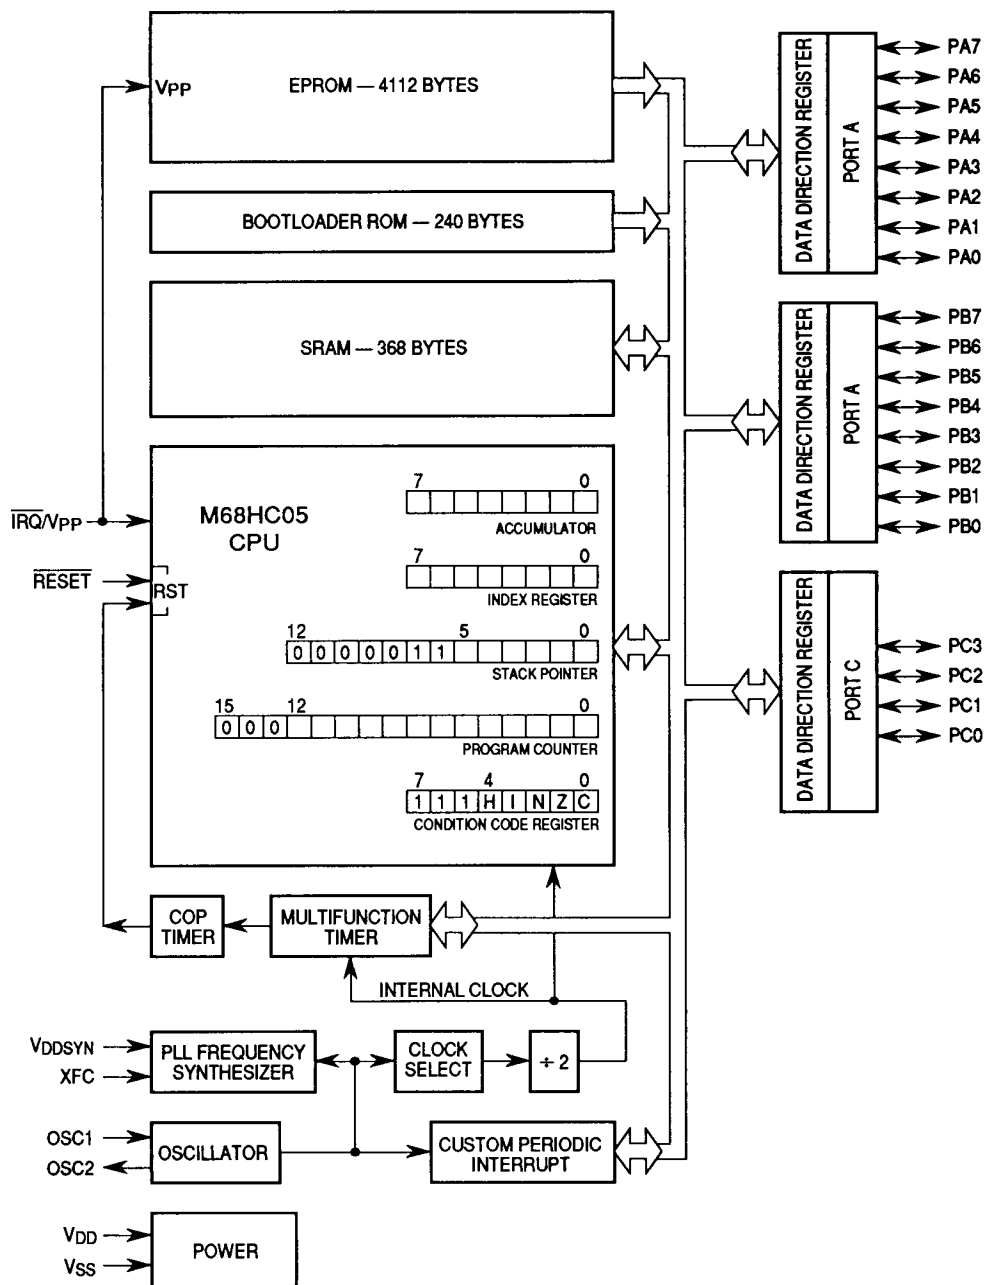 VPP
EPROM — 4112 BYTES
BOOTLOADER ROM — 240 BYTES
SRAM — 368 BYTES
IRQ/VPP
RESET
RST
M68HC05
CPU
7 0
ACCUMULATOR
7 0
INDEX REGISTER
12 5 0
0 0 0 0 0 1 1
STACK POINTER
15 12 0
0 0 0
PROGRAM COUNTER
7 4 0
1 1 1 H I N Z C
CONDITION CODE REGISTER
COP
TIMER
MULTIFUNCTION
TIMER
INTERNAL CLOCK
VDDSYN
XFC
PLL FREQUENCY
SYNTHESIZER
CLOCK
SELECT
÷ 2
OSC1
OSC2
OSCILLATOR
CUSTOM PERIODIC
INTERRUPT
VDD
VSS
POWER
DATA DIRECTION REGISTER
PORT A
PA7
PA6
PA5
PA4
PA3
PA2
PA1
PA0
DATA DIRECTION REGISTER
PORT A
PB7
PB6
PB5
PB4
PB3
PB2
PB1
PB0
DATA DIRECTION REGISTER
PORT C
PC3
PC2
PC1
PC0